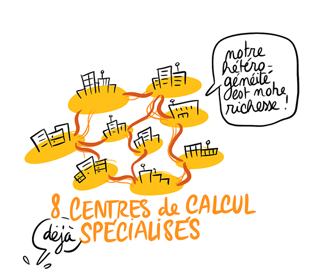 notre
hétéro-
généité
est notre
richesse !
8 CENTRES de CALCUL
déjà SPÉCIALISÉS